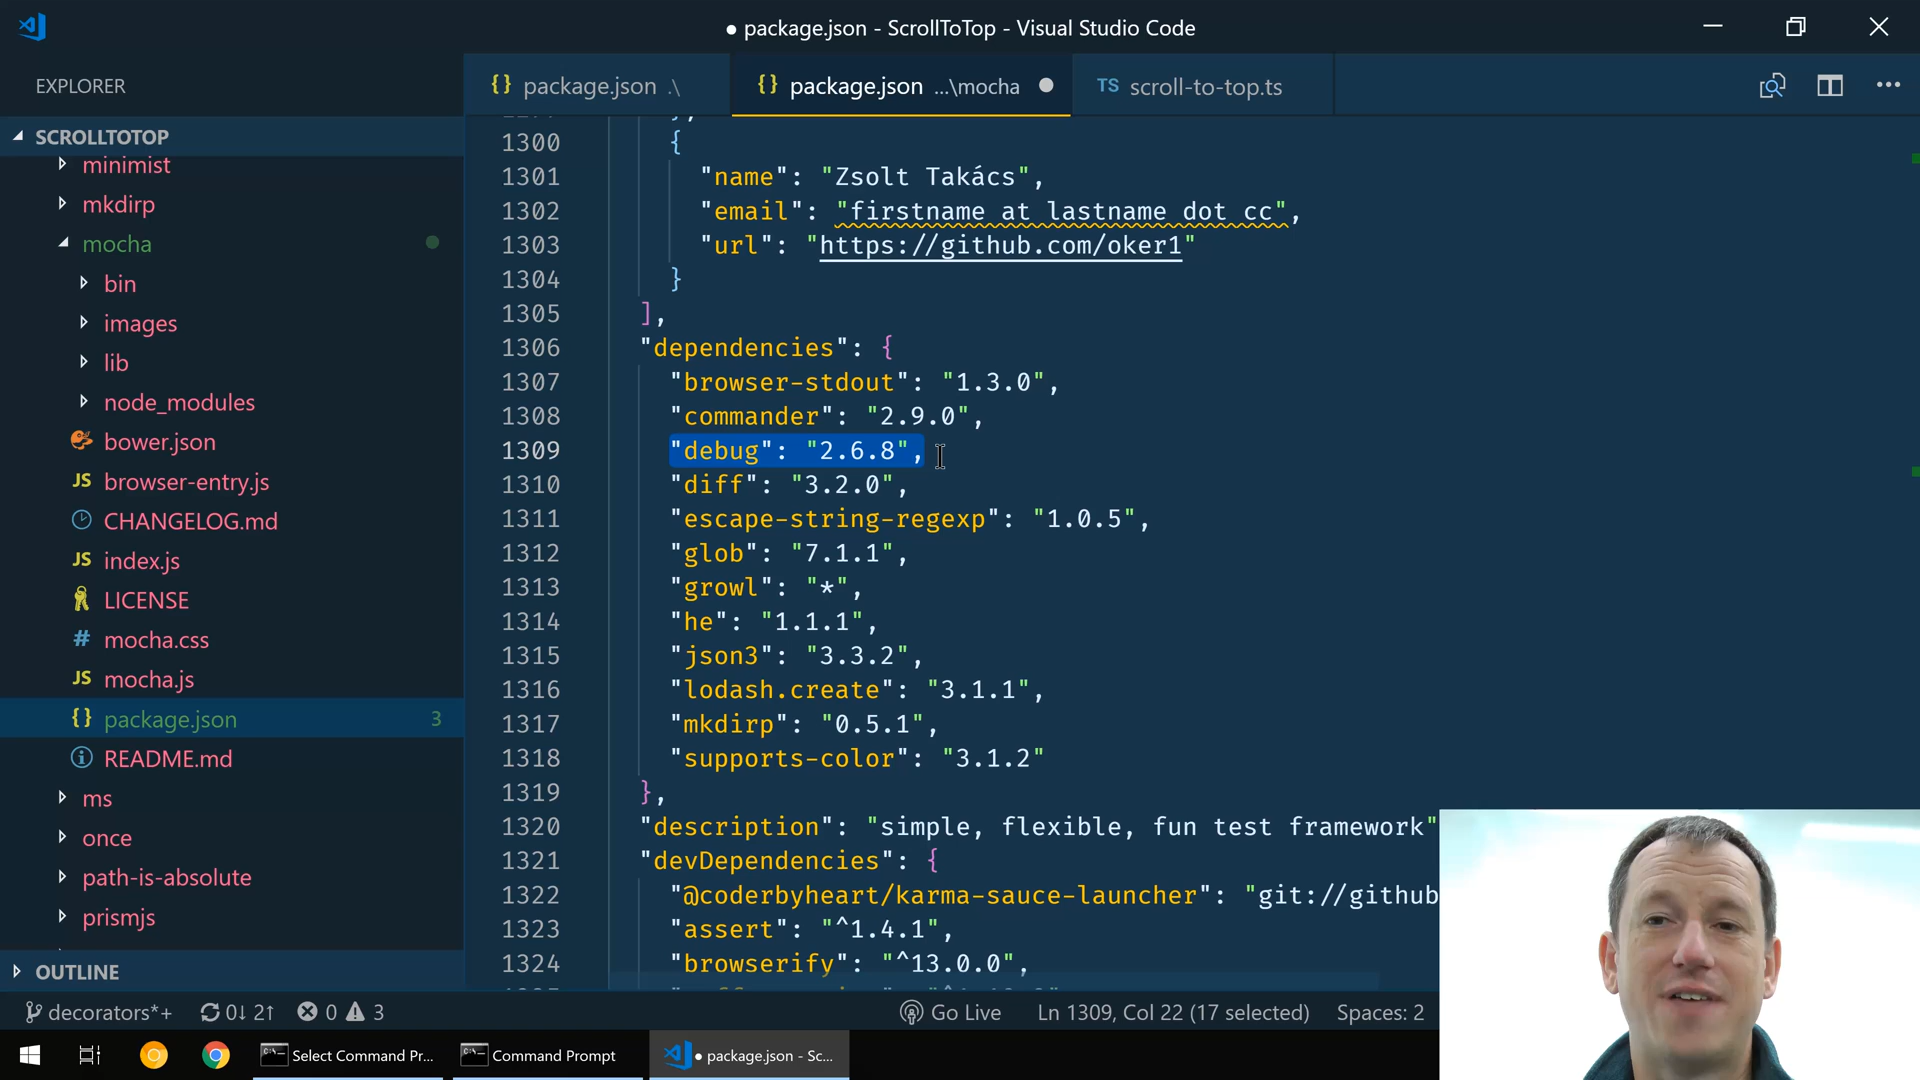 ● package.json - ScrollToTop - Visual Studio Code
EXPLORER
{} package.json .\
{} package.json ...\mocha
TS scroll-to-top.ts
SCROLLTOTOP
minimist
mkdirp
mocha
bin
images
lib
node_modules
bower.json
JS browser-entry.js
CHANGELOG.md
JS index.js
LICENSE
# mocha.css
JS mocha.js
{} package.json 3
README.md
ms
once
path-is-absolute
prismjs
OUTLINE
1300 {
1301 "name": "Zsolt Takács",
1302 "email": "firstname at lastname dot cc",
1303 "url": "https://github.com/oker1"
1304 }
1305 ],
1306 "dependencies": {
1307 "browser-stdout": "1.3.0",
1308 "commander": "2.9.0",
1309 "debug": "2.6.8",
1310 "diff": "3.2.0",
1311 "escape-string-regexp": "1.0.5",
1312 "glob": "7.1.1",
1313 "growl": "*",
1314 "he": "1.1.1",
1315 "json3": "3.3.2",
1316 "lodash.create": "3.1.1",
1317 "mkdirp": "0.5.1",
1318 "supports-color": "3.1.2"
1319 },
1320 "description": "simple, flexible, fun test framework"
1321 "devDependencies": {
1322 "@coderbyheart/karma-sauce-launcher": "git://github
1323 "assert": "^1.4.1",
1324 "browserify": "^13.0.0",
decorators*+ 0↓ 2↑ 0 3
Go Live
Ln 1309, Col 22 (17 selected)
Spaces: 2
Select Command Pr...
Command Prompt
● package.json - Sc...